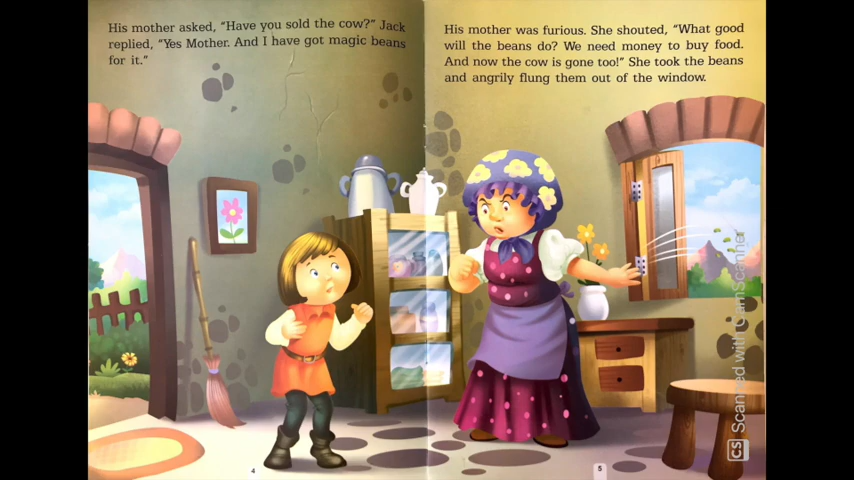 His mother asked, “Have you sold the cow?” Jack
replied, “Yes Mother. And I have got magic beans
for it.”
His mother was furious. She shouted, “What good
will the beans do? We need money to buy food.
And now the cow is gone too!” She took the beans
and angrily flung them out of the window.
4
5
CS Scanned with CamScanner